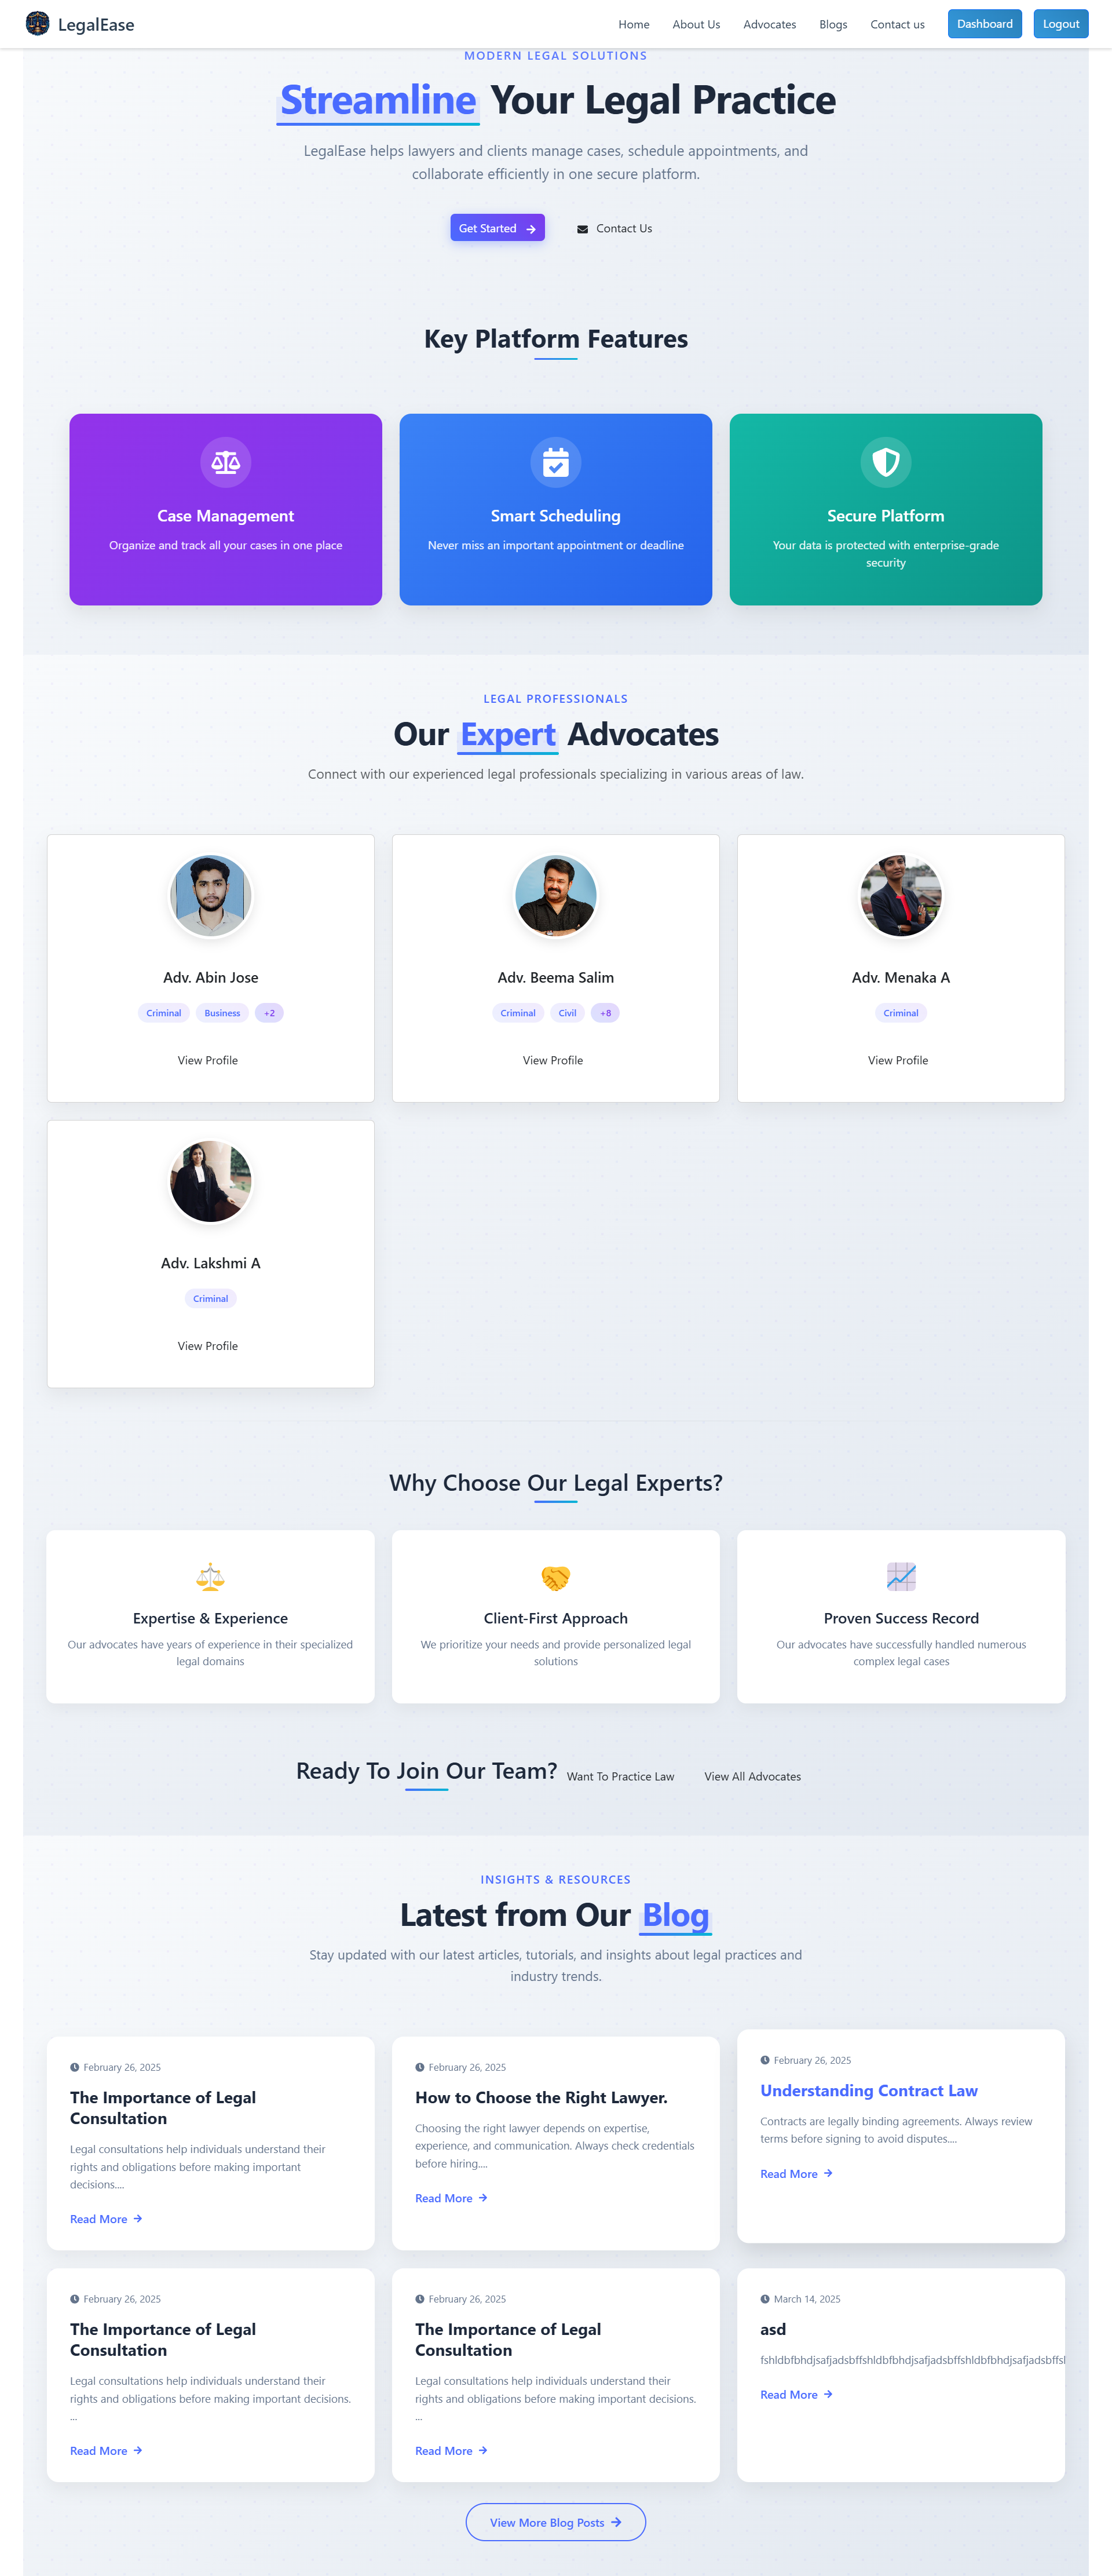 LegalEase
Home
About Us
Advocates
Blogs
Contact us
Dashboard
Logout
MODERN LEGAL SOLUTIONS
Streamline Your Legal Practice
LegalEase helps lawyers and clients manage cases, schedule appointments, and
collaborate efficiently in one secure platform.
Get Started
Contact Us
Key Platform Features
Case Management
Organize and track all your cases in one place
Smart Scheduling
Never miss an important appointment or deadline
Secure Platform
Your data is protected with enterprise-grade
security
LEGAL PROFESSIONALS
Our Expert Advocates
Connect with our experienced legal professionals specializing in various areas of law.
Adv. Abin Jose
Criminal
Business
+2
View Profile
Adv. Beema Salim
Criminal
Civil
+8
View Profile
Adv. Menaka A
Criminal
View Profile
Adv. Lakshmi A
Criminal
View Profile
Why Choose Our Legal Experts?
Expertise & Experience
Our advocates have years of experience in their specialized
legal domains
Client-First Approach
We prioritize your needs and provide personalized legal
solutions
Proven Success Record
Our advocates have successfully handled numerous
complex legal cases
Ready To Join Our Team?
Want To Practice Law
View All Advocates
INSIGHTS & RESOURCES
Latest from Our Blog
Stay updated with our latest articles, tutorials, and insights about legal practices and
industry trends.
February 26, 2025
The Importance of Legal
Consultation
Legal consultations help individuals understand their
rights and obligations before making important
decisions....
Read More
February 26, 2025
How to Choose the Right Lawyer.
Choosing the right lawyer depends on expertise,
experience, and communication. Always check credentials
before hiring....
Read More
February 26, 2025
Understanding Contract Law
Contracts are legally binding agreements. Always review
terms before signing to avoid disputes....
Read More
February 26, 2025
The Importance of Legal
Consultation
Legal consultations help individuals understand their
rights and obligations before making important decisions.
...
Read More
February 26, 2025
The Importance of Legal
Consultation
Legal consultations help individuals understand their
rights and obligations before making important decisions.
...
Read More
March 14, 2025
asd
fshldbfbhdjsafjadsbffshldbfbhdjsafjadsbffshldbfbhdjsafjadsbffsl
Read More
View More Blog Posts